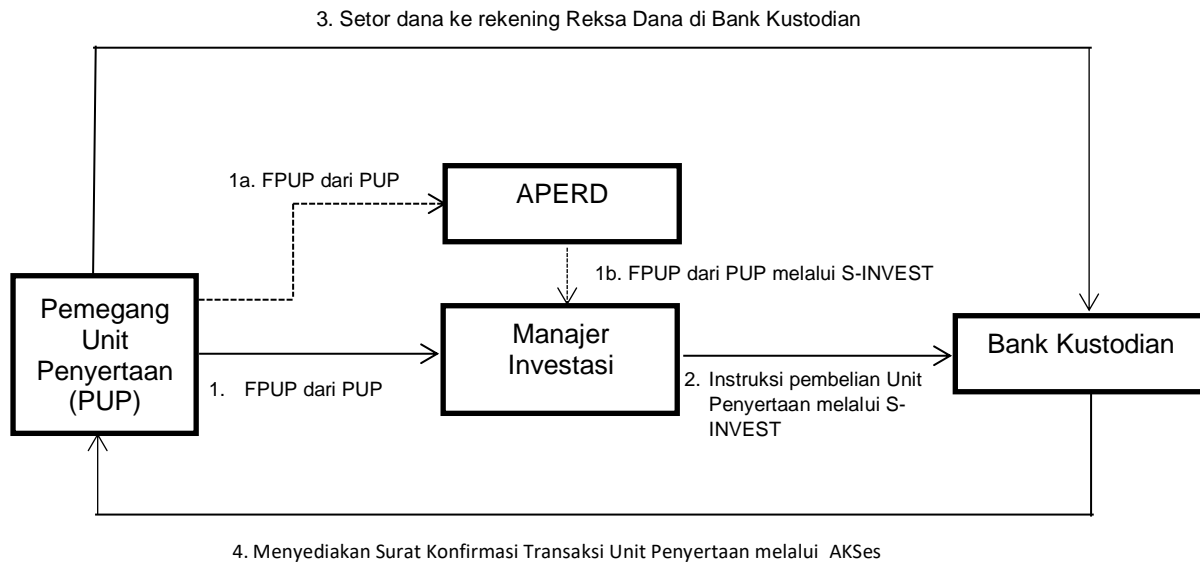 3. Setor dana ke rekening Reksa Dana di Bank Kustodian
1a. FPUP dari PUP
APERD
1b. FPUP dari PUP melalui S-INVEST
Pemegang
Unit
Penyertaan
(PUP)
Manajer
Investasi
Bank Kustodian
1. FPUP dari PUP
2. Instruksi pembelian Unit
Penyertaan melalui S-
INVEST
4. Menyediakan Surat Konfirmasi Transaksi Unit Penyertaan melalui AKSes